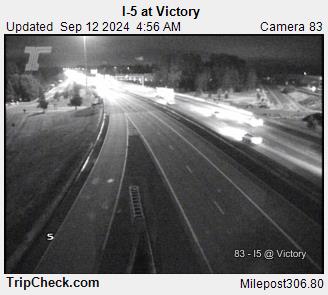 I-5 at Victory
Updated Sep 12 2024 4:56 AM Camera 83
T
S
83 - I5 @ Victory
TripCheck.com Milepost306.80